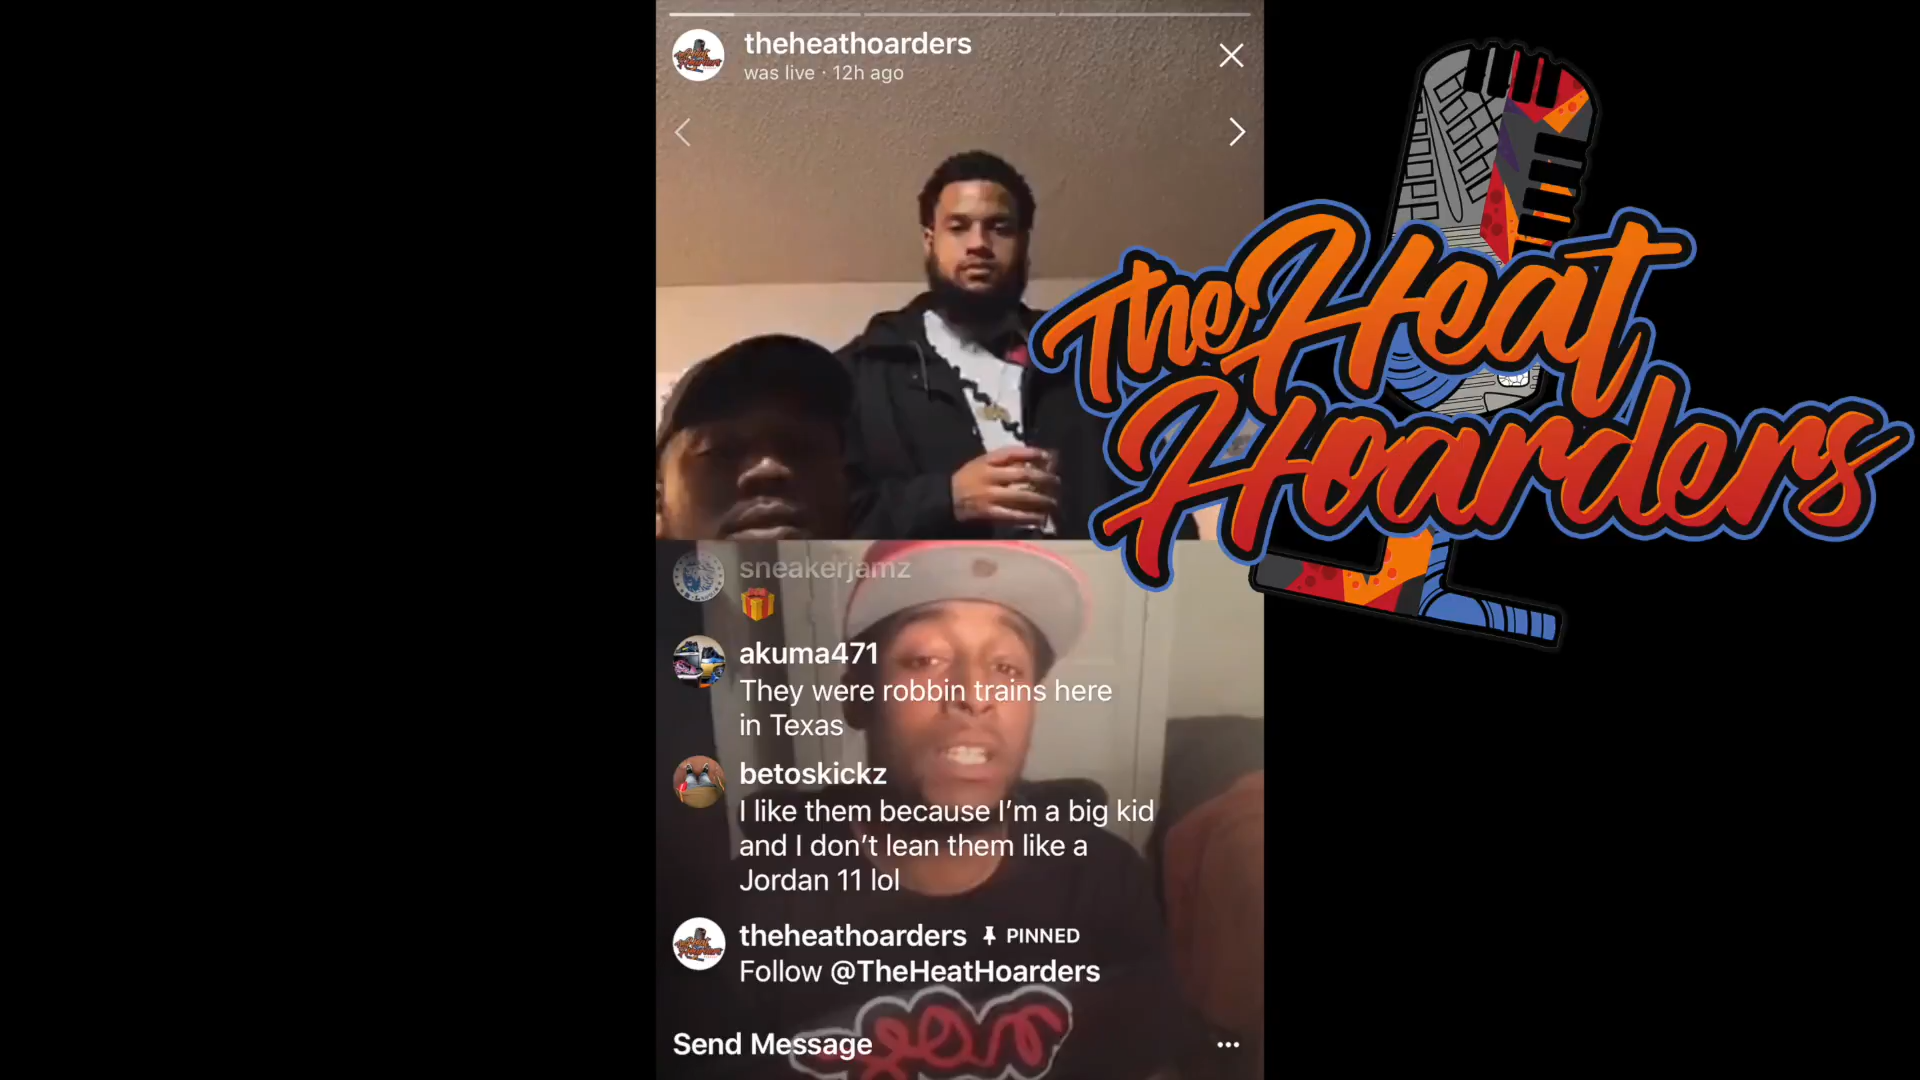 theheathoarders
was live · 12h ago
The Heat
Hoarders
sneakerjamz
🎁
akuma471
They were robbin trains here
in Texas
betoskickz
I like them because I'm a big kid
and I don't lean them like a
Jordan 11 lol
theheathoarders PINNED
Follow @TheHeatHoarders
Send Message